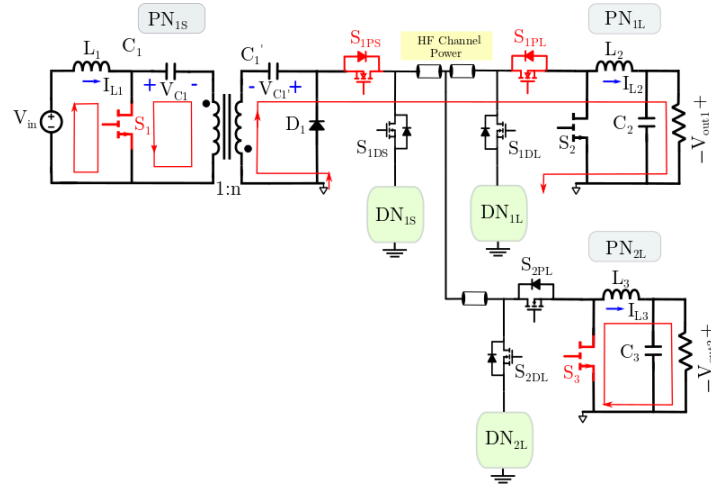 PN1S
PN1L
L1
C1
C1'
S1PS
HF Channel
Power
S1PL
L2
IL1
+ VC1 -
- VC1' +
IL2
Vin
S1
D1
S1DS
S1DL
S2
C2
-Vout1+
1:n
DN1S
DN1L
PN2L
S2PL
L3
IL3
S2DL
S3
C3
-Vout2+
DN2L